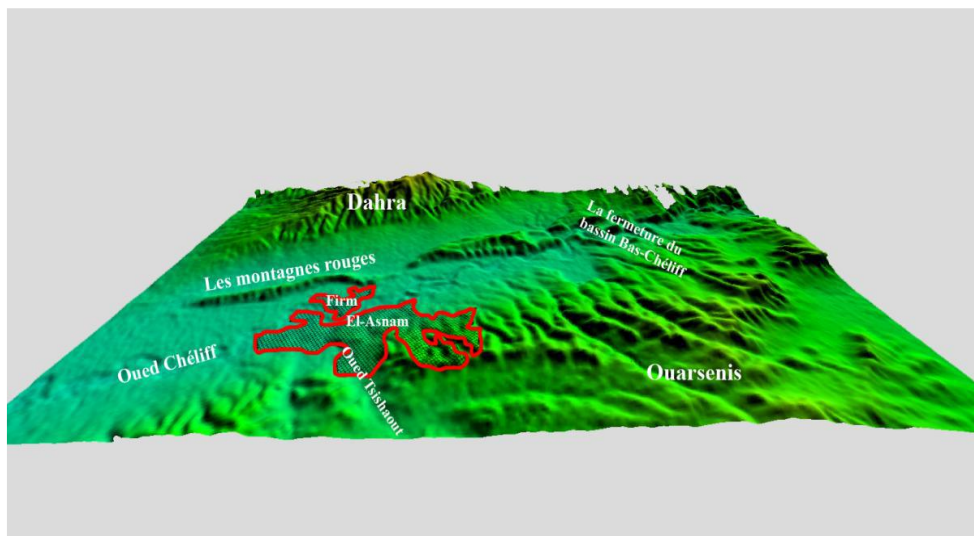 Dahra
La fermeture du
bassin Bas-Chéliff
Les montagnes rouges
Firm
El-Asnam
Oued Chéliff
Oued Tsishaout
Ouarsenis